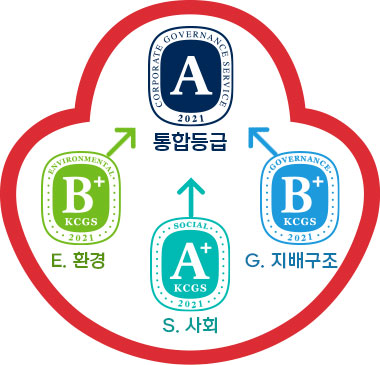 CORPORATE GOVERNANCE SERVICE
A
2021
통합등급
ENVIRONMENTAL
B+
KCGS
2021
E. 환경
GOVERNANCE
B+
KCGS
2021
G. 지배구조
SOCIAL
A+
KCGS
2021
S. 사회